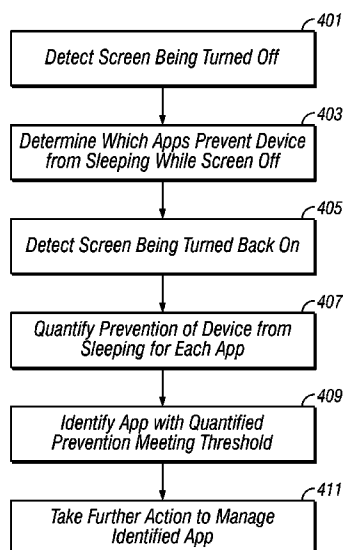 401
Detect Screen Being Turned Off
403
Determine Which Apps Prevent Device
from Sleeping While Screen Off
405
Detect Screen Being Turned Back On
407
Quantify Prevention of Device from
Sleeping for Each App
409
Identify App with Quantified
Prevention Meeting Threshold
411
Take Further Action to Manage
Identified App